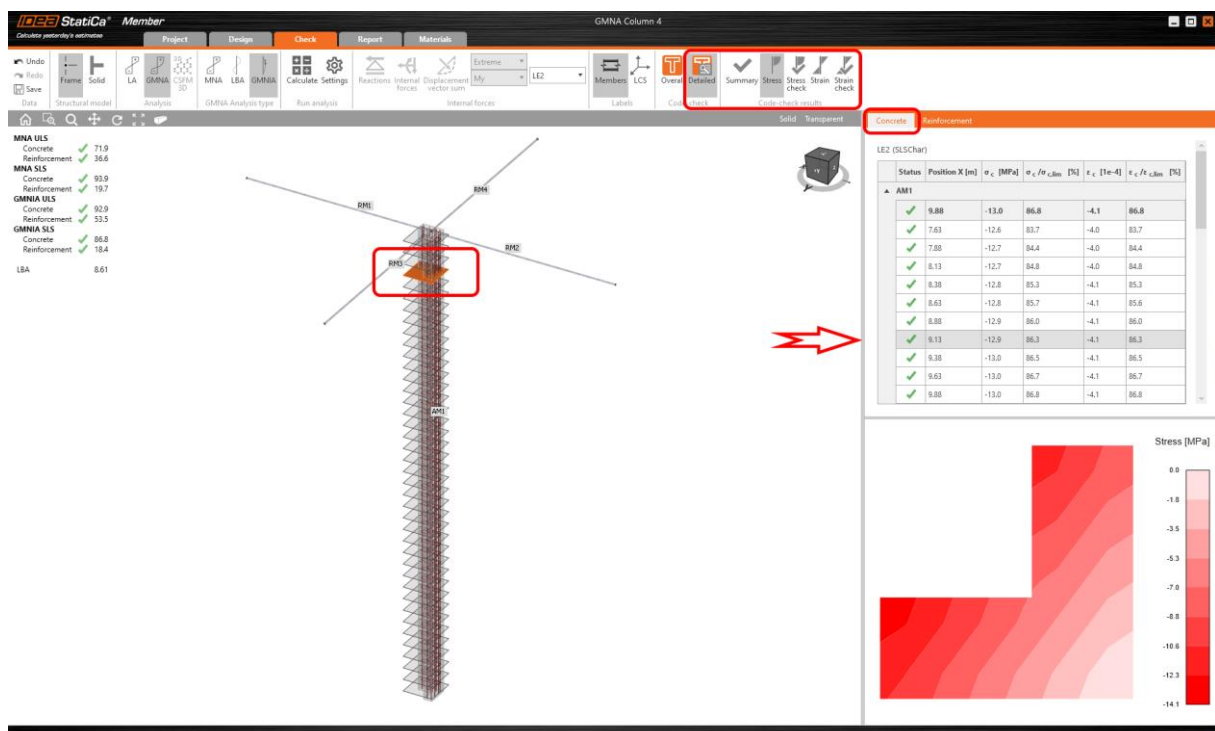 IDEA StatiCa® Member
GMNA Column 4
Calculate yesterday's estimates
Project Design Check Report Materials
Undo
Redo
Save
Data
Frame Solid
Structural model
LA GMNA CSFM 3D
Analysis
MNA LBA GMNIA
GMNA Analysis type
Calculate Settings
Run analysis
Reactions Internal forces Displacement vector sum
Extreme
My
LE2
Internal forces
Members LCS
Labels
Overall Detailed
Code-check
Summary Stress Stress check Strain Strain check
Code-check results
Solid Transparent
MNA ULS
Concrete 71.9
Reinforcement 36.6
MNA SLS
Concrete 93.9
Reinforcement 19.7
GMNIA ULS
Concrete 92.9
Reinforcement 53.5
GMNIA SLS
Concrete 86.8
Reinforcement 18.4
LBA 8.61
RM4
RM1
RM2
RM3
AM1
+Y
Concrete Reinforcement
LE2 (SLSChar)
Status Position X [m] σ c [MPa] σ c /σ c,lim [%] ε c [1e-4] ε c /ε c,lim [%]
AM1
9.88 -13.0 86.8 -4.1 86.8
7.63 -12.6 83.7 -4.0 83.7
7.88 -12.7 84.4 -4.0 84.4
8.13 -12.7 84.8 -4.0 84.8
8.38 -12.8 85.3 -4.1 85.3
8.63 -12.8 85.7 -4.1 85.6
8.88 -12.9 86.0 -4.1 86.0
9.13 -12.9 86.3 -4.1 86.3
9.38 -13.0 86.5 -4.1 86.5
9.63 -13.0 86.7 -4.1 86.7
9.88 -13.0 86.8 -4.1 86.8
Stress [MPa]
0.0
-1.8
-3.5
-5.3
-7.0
-8.8
-10.6
-12.3
-14.1